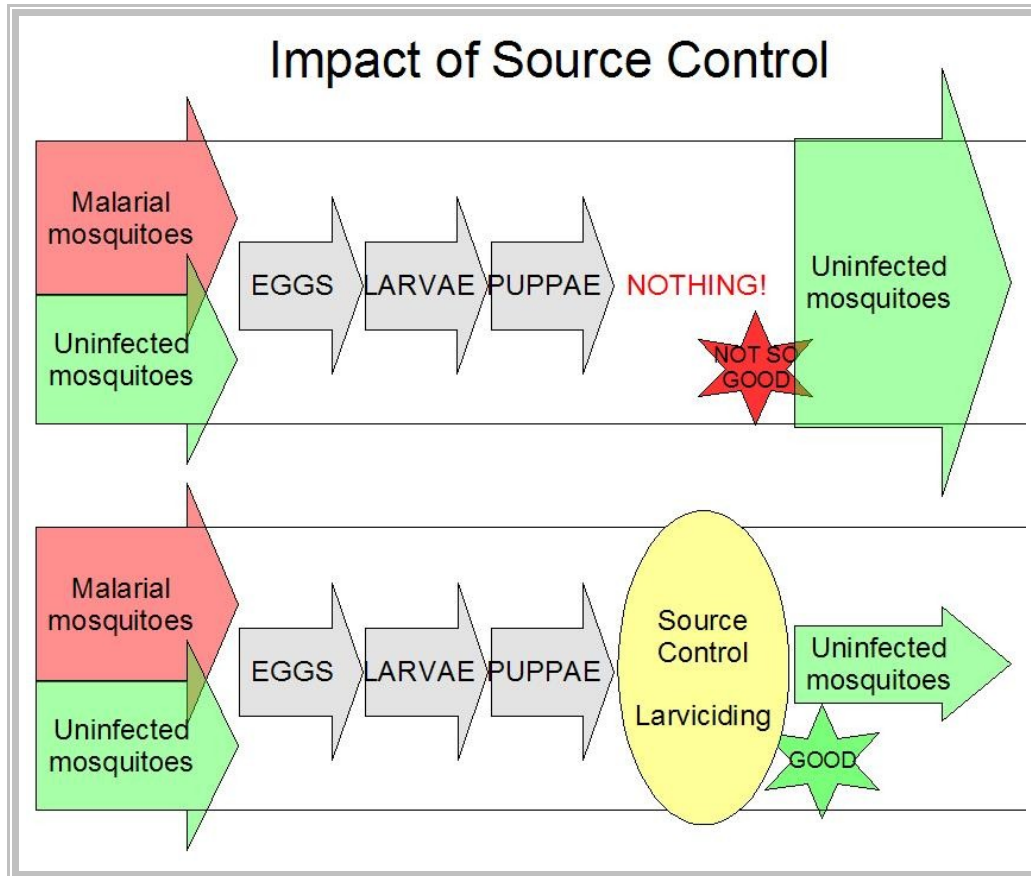 Impact of Source Control
Malarial
mosquitoes
Uninfected
mosquitoes
EGGS
LARVAE
PUPPAE
NOTHING!
NOT SO
GOOD
Uninfected
mosquitoes
Malarial
mosquitoes
Uninfected
mosquitoes
EGGS
LARVAE
PUPPAE
Source
Control
Larviciding
Uninfected
mosquitoes
GOOD